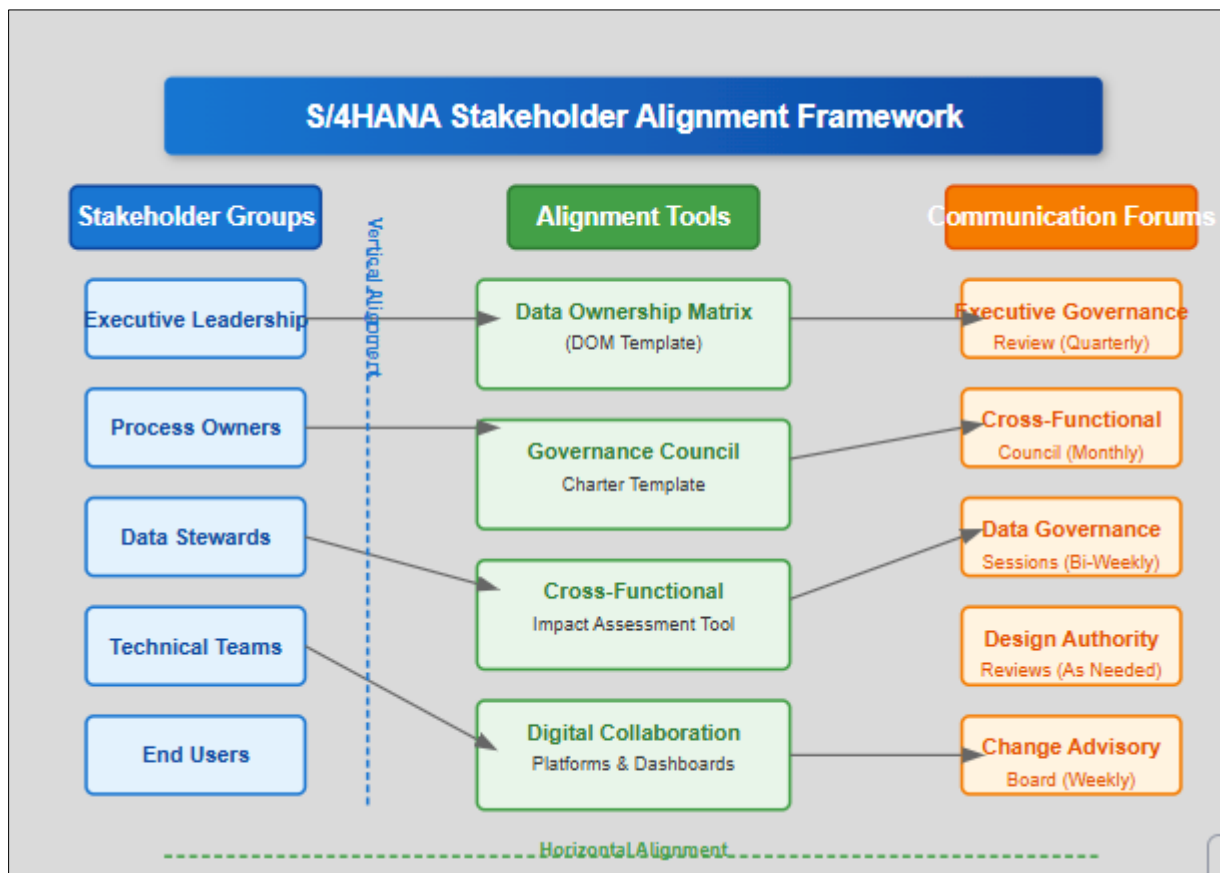 S/4HANA Stakeholder Alignment Framework
Stakeholder Groups
Alignment Tools
Communication Forums
Vertical Alignment
Executive Leadership
Data Ownership Matrix
(DOM Template)
Executive Governance
Review (Quarterly)
Process Owners
Governance Council
Charter Template
Cross-Functional
Council (Monthly)
Data Stewards
Cross-Functional
Impact Assessment Tool
Data Governance
Sessions (Bi-Weekly)
Technical Teams
Design Authority
Reviews (As Needed)
End Users
Digital Collaboration
Platforms & Dashboards
Change Advisory
Board (Weekly)
Horizontal Alignment